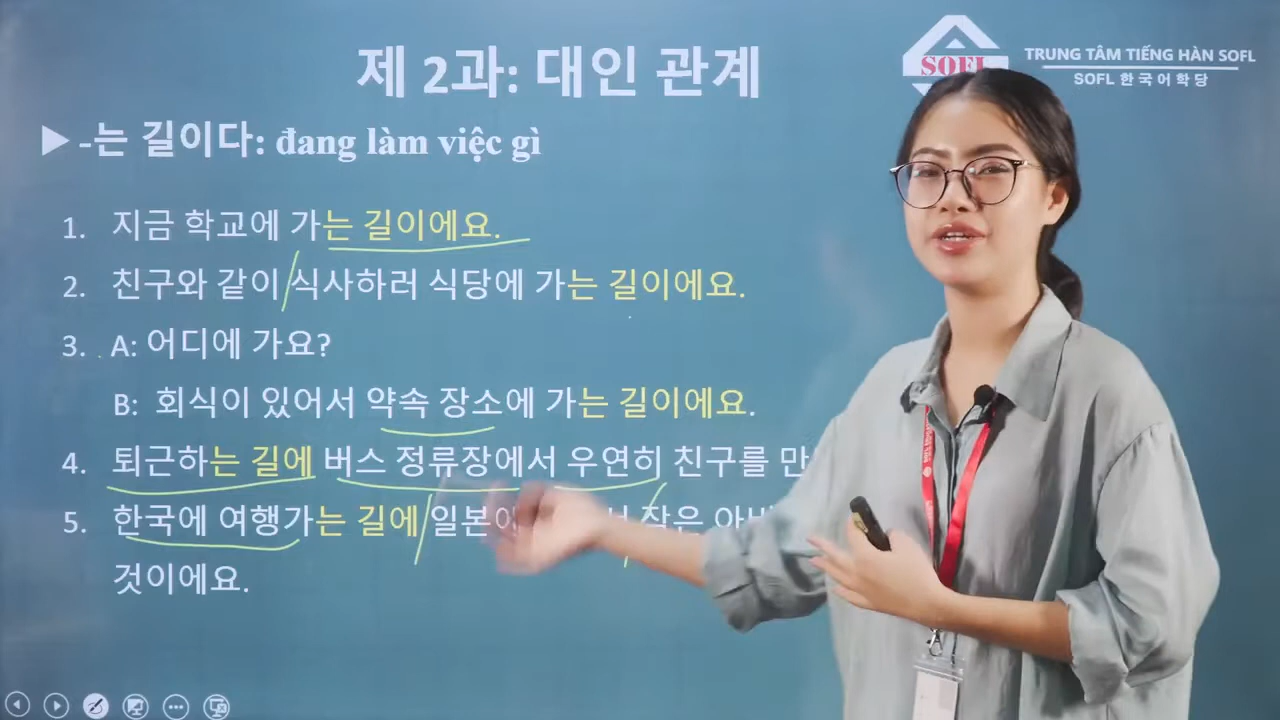 제 2과: 대인 관계
SOFL
TRUNG TÂM TIẾNG HÀN SOFL
SOFL 한국어학당
-는 길이다: đang làm việc gì
1. 지금 학교에 가는 길이에요.
2. 친구와 같이 식사하러 식당에 가는 길이에요.
3. A: 어디에 가요?
B: 회식이 있어서 약속 장소에 가는 길이에요.
4. 퇴근하는 길에 버스 정류장에서 우연히 친구를
5. 한국에 여행가는 길에 작은
것이에요.